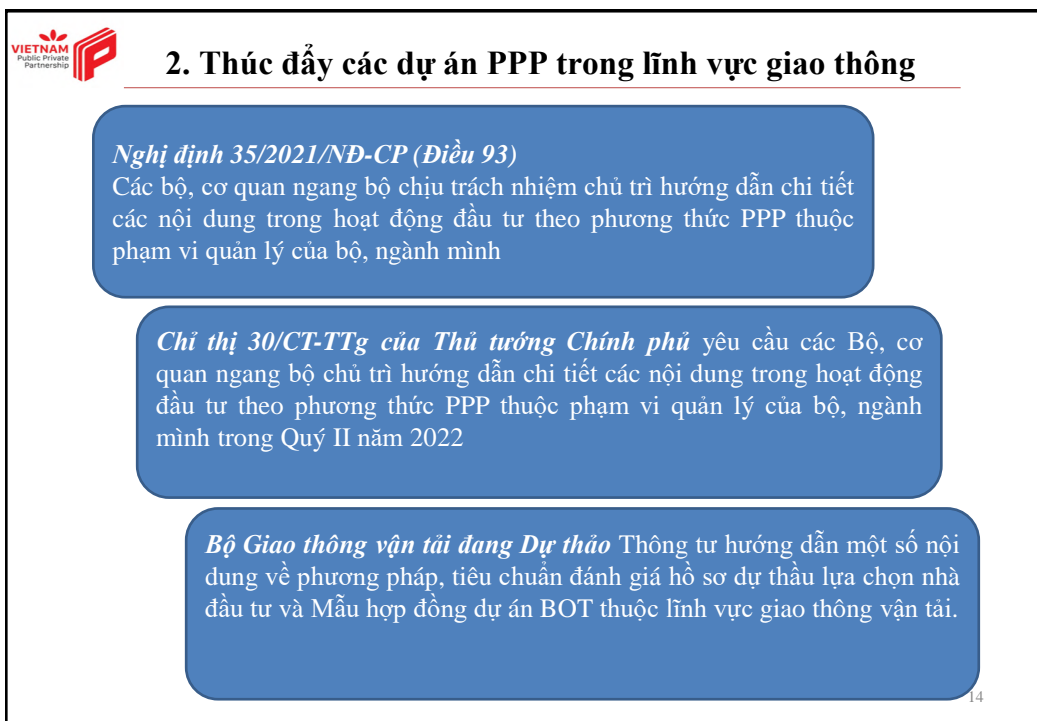 VIETNAM
Public Private
Partnership
2. Thúc đẩy các dự án PPP trong lĩnh vực giao thông
Nghị định 35/2021/NĐ-CP (Điều 93)
Các bộ, cơ quan ngang bộ chịu trách nhiệm chủ trì hướng dẫn chi tiết
các nội dung trong hoạt động đầu tư theo phương thức PPP thuộc
phạm vi quản lý của bộ, ngành mình
Chỉ thị 30/CT-TTg của Thủ tướng Chính phủ yêu cầu các Bộ, cơ
quan ngang bộ chủ trì hướng dẫn chi tiết các nội dung trong hoạt động
đầu tư theo phương thức PPP thuộc phạm vi quản lý của bộ, ngành
mình trong Quý II năm 2022
Bộ Giao thông vận tải đang Dự thảo Thông tư hướng dẫn một số nội
dung về phương pháp, tiêu chuẩn đánh giá hồ sơ dự thầu lựa chọn nhà
đầu tư và Mẫu hợp đồng dự án BOT thuộc lĩnh vực giao thông vận tải.
14